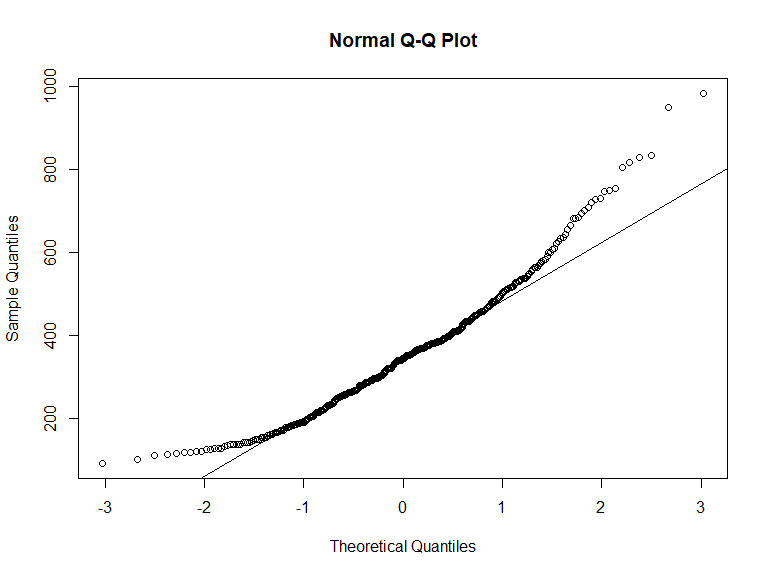 Normal Q-Q Plot
1000
800
600
400
200
Sample Quantiles
-3 -2 -1 0 1 2 3
Theoretical Quantiles